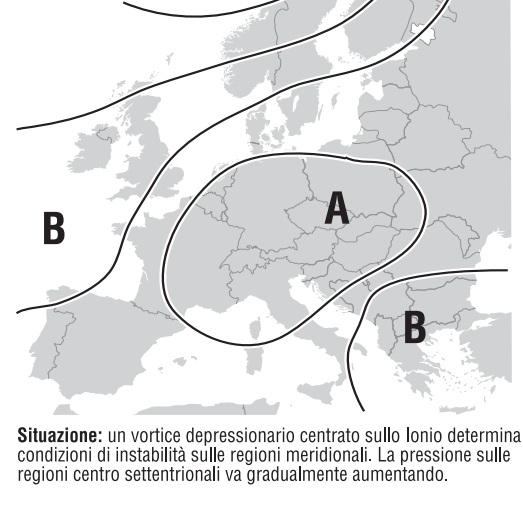 A
B
B
Situazione: un vortice depressionario centrato sullo Ionio determina
condizioni di instabilità sulle regioni meridionali. La pressione sulle
regioni centro settentrionali va gradualmente aumentando.